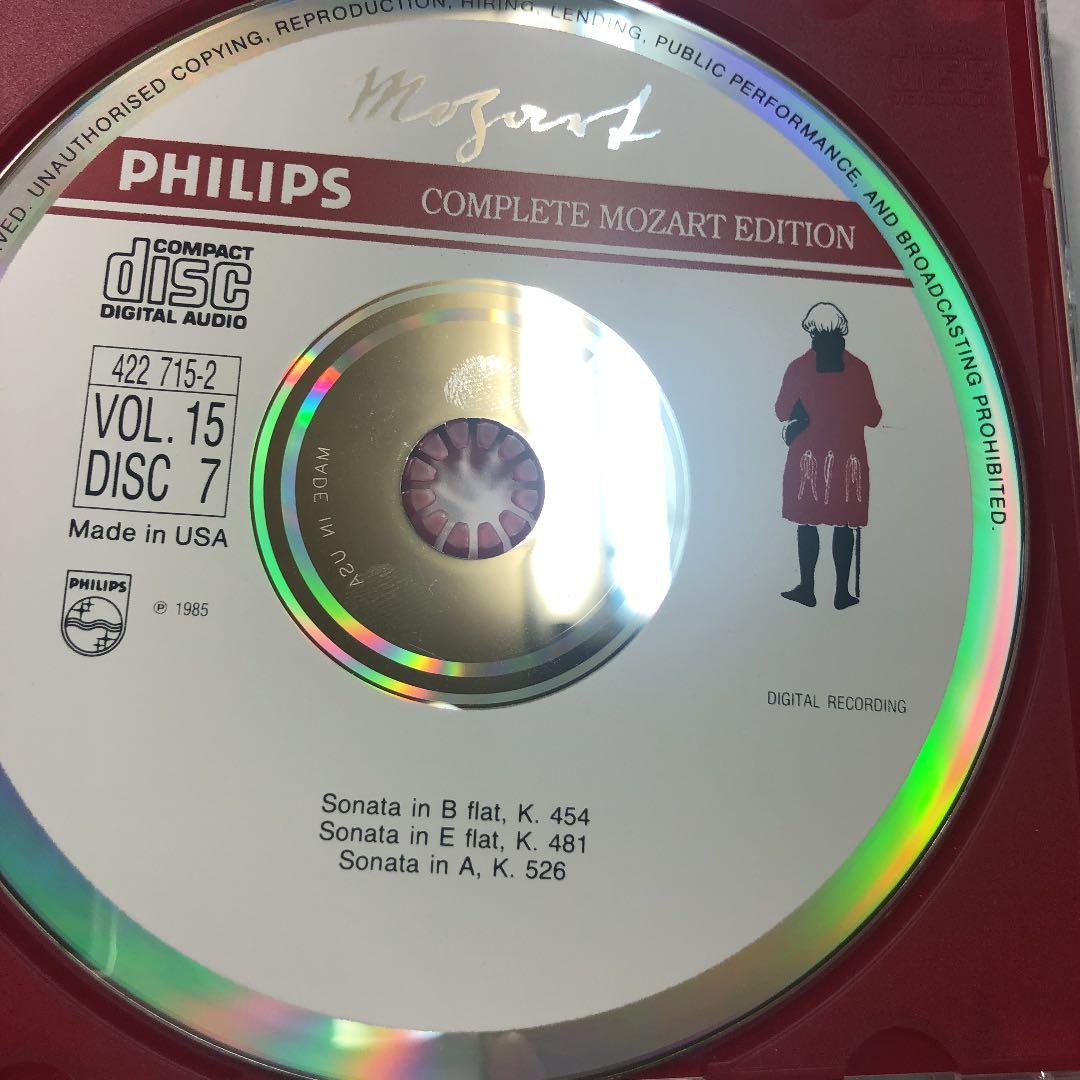 VED. UNAUTHORISED COPYING, REPRODUCTION, HIRING, LENDING, PUBLIC PERFORMANCE, AND BROADCASTING PROHIBITED.
Mozart
PHILIPS COMPLETE MOZART EDITION
COMPACT
disc
DIGITAL AUDIO
422 715-2
VOL. 15
DISC 7
Made in USA
PHILIPS
℗ 1985
MADE IN USA
DIGITAL RECORDING
Sonata in B flat, K. 454
Sonata in E flat, K. 481
Sonata in A, K. 526